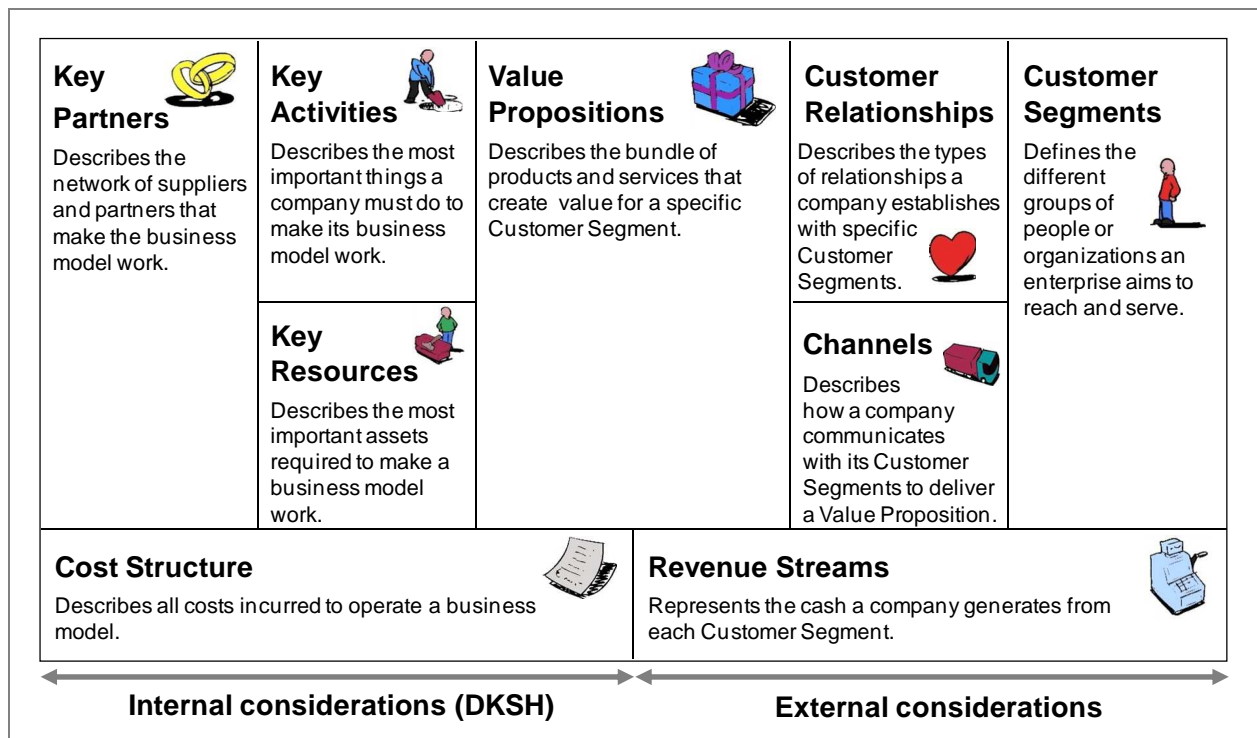 Key
Partners
Describes the
network of suppliers
and partners that
make the business
model work.
Key
Activities
Describes the most
important things a
company must do to
make its business
model work.
Key
Resources
Describes the most
important assets
required to make a
business model
work.
Value
Propositions
Describes the bundle of
products and services that
create value for a specific
Customer Segment.
Customer
Relationships
Describes the types
of relationships a
company establishes
with specific
Customer
Segments.
Channels
Describes
how a company
communicates
with its Customer
Segments to deliver
a Value Proposition.
Customer
Segments
Defines the
different
groups of
people or
organizations an
enterprise aims to
reach and serve.
Cost Structure
Describes all costs incurred to operate a business
model.
Revenue Streams
Represents the cash a company generates from
each Customer Segment.
Internal considerations (DKSH)
External considerations